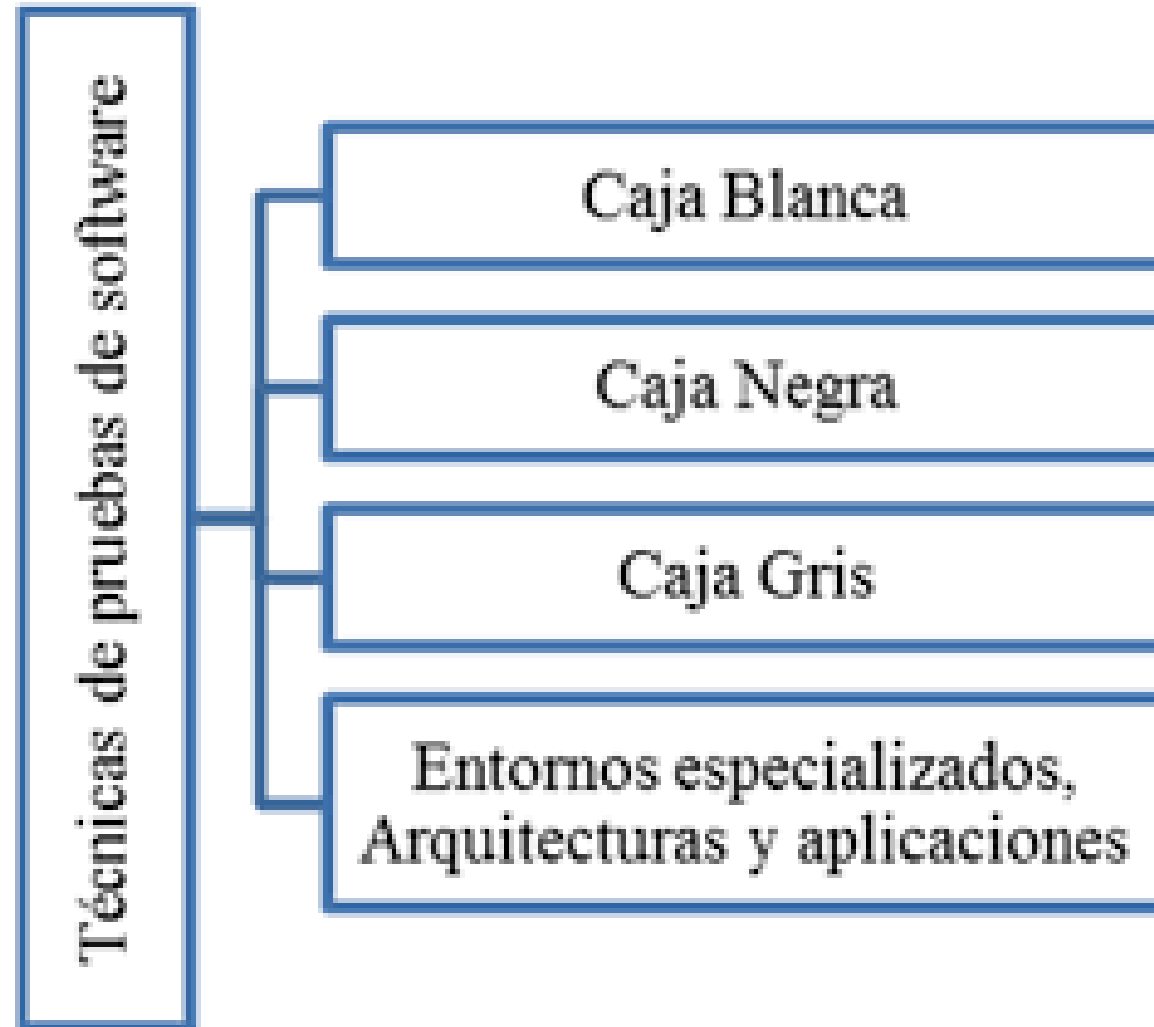 Técnicas de pruebas de software
Caja Blanca
Caja Negra
Caja Gris
Entornos especializados,
Arquitecturas y aplicaciones